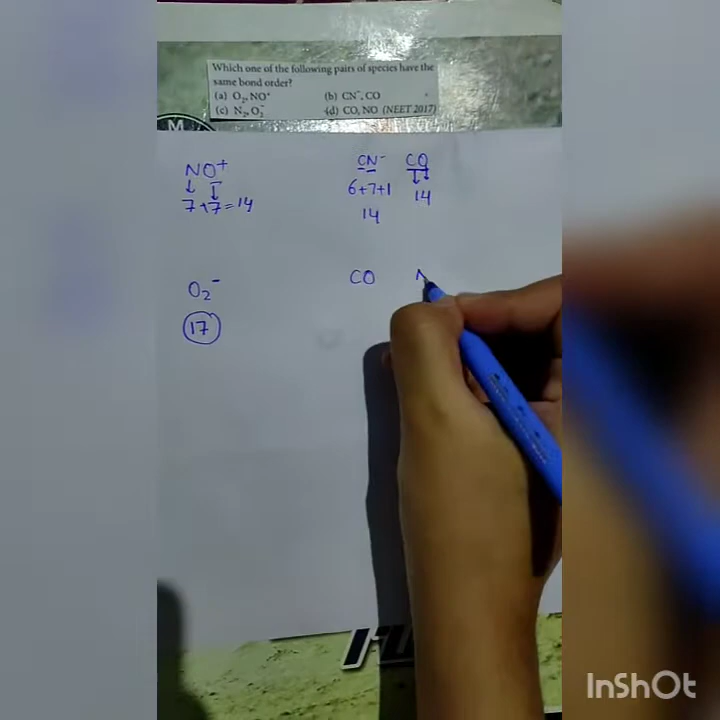 Which one of the following pairs of species have the
same bond order?
(a) O₂, NO⁺ (b) CN⁻, CO
(c) N₂, O₂⁻ (d) CO, NO (NEET 2017)
M
NO⁺ CN⁻ CO
↓ ↓ ↓ ↓
7+7=14 6+7+1 14
14
O₂⁻ CO
17
InShOt